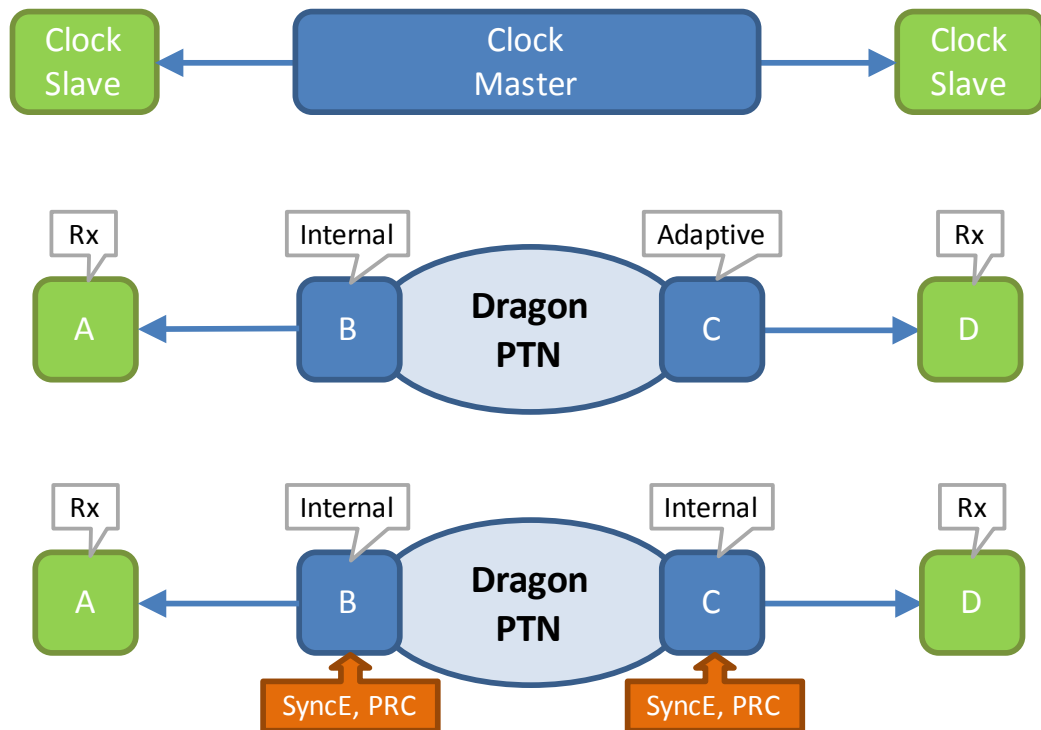 Clock
Slave
Clock
Master
Clock
Slave
Rx
Internal
Adaptive
Rx
A
B
Dragon
PTN
C
D
Rx
Internal
Internal
Rx
A
B
Dragon
PTN
C
D
SyncE, PRC
SyncE, PRC